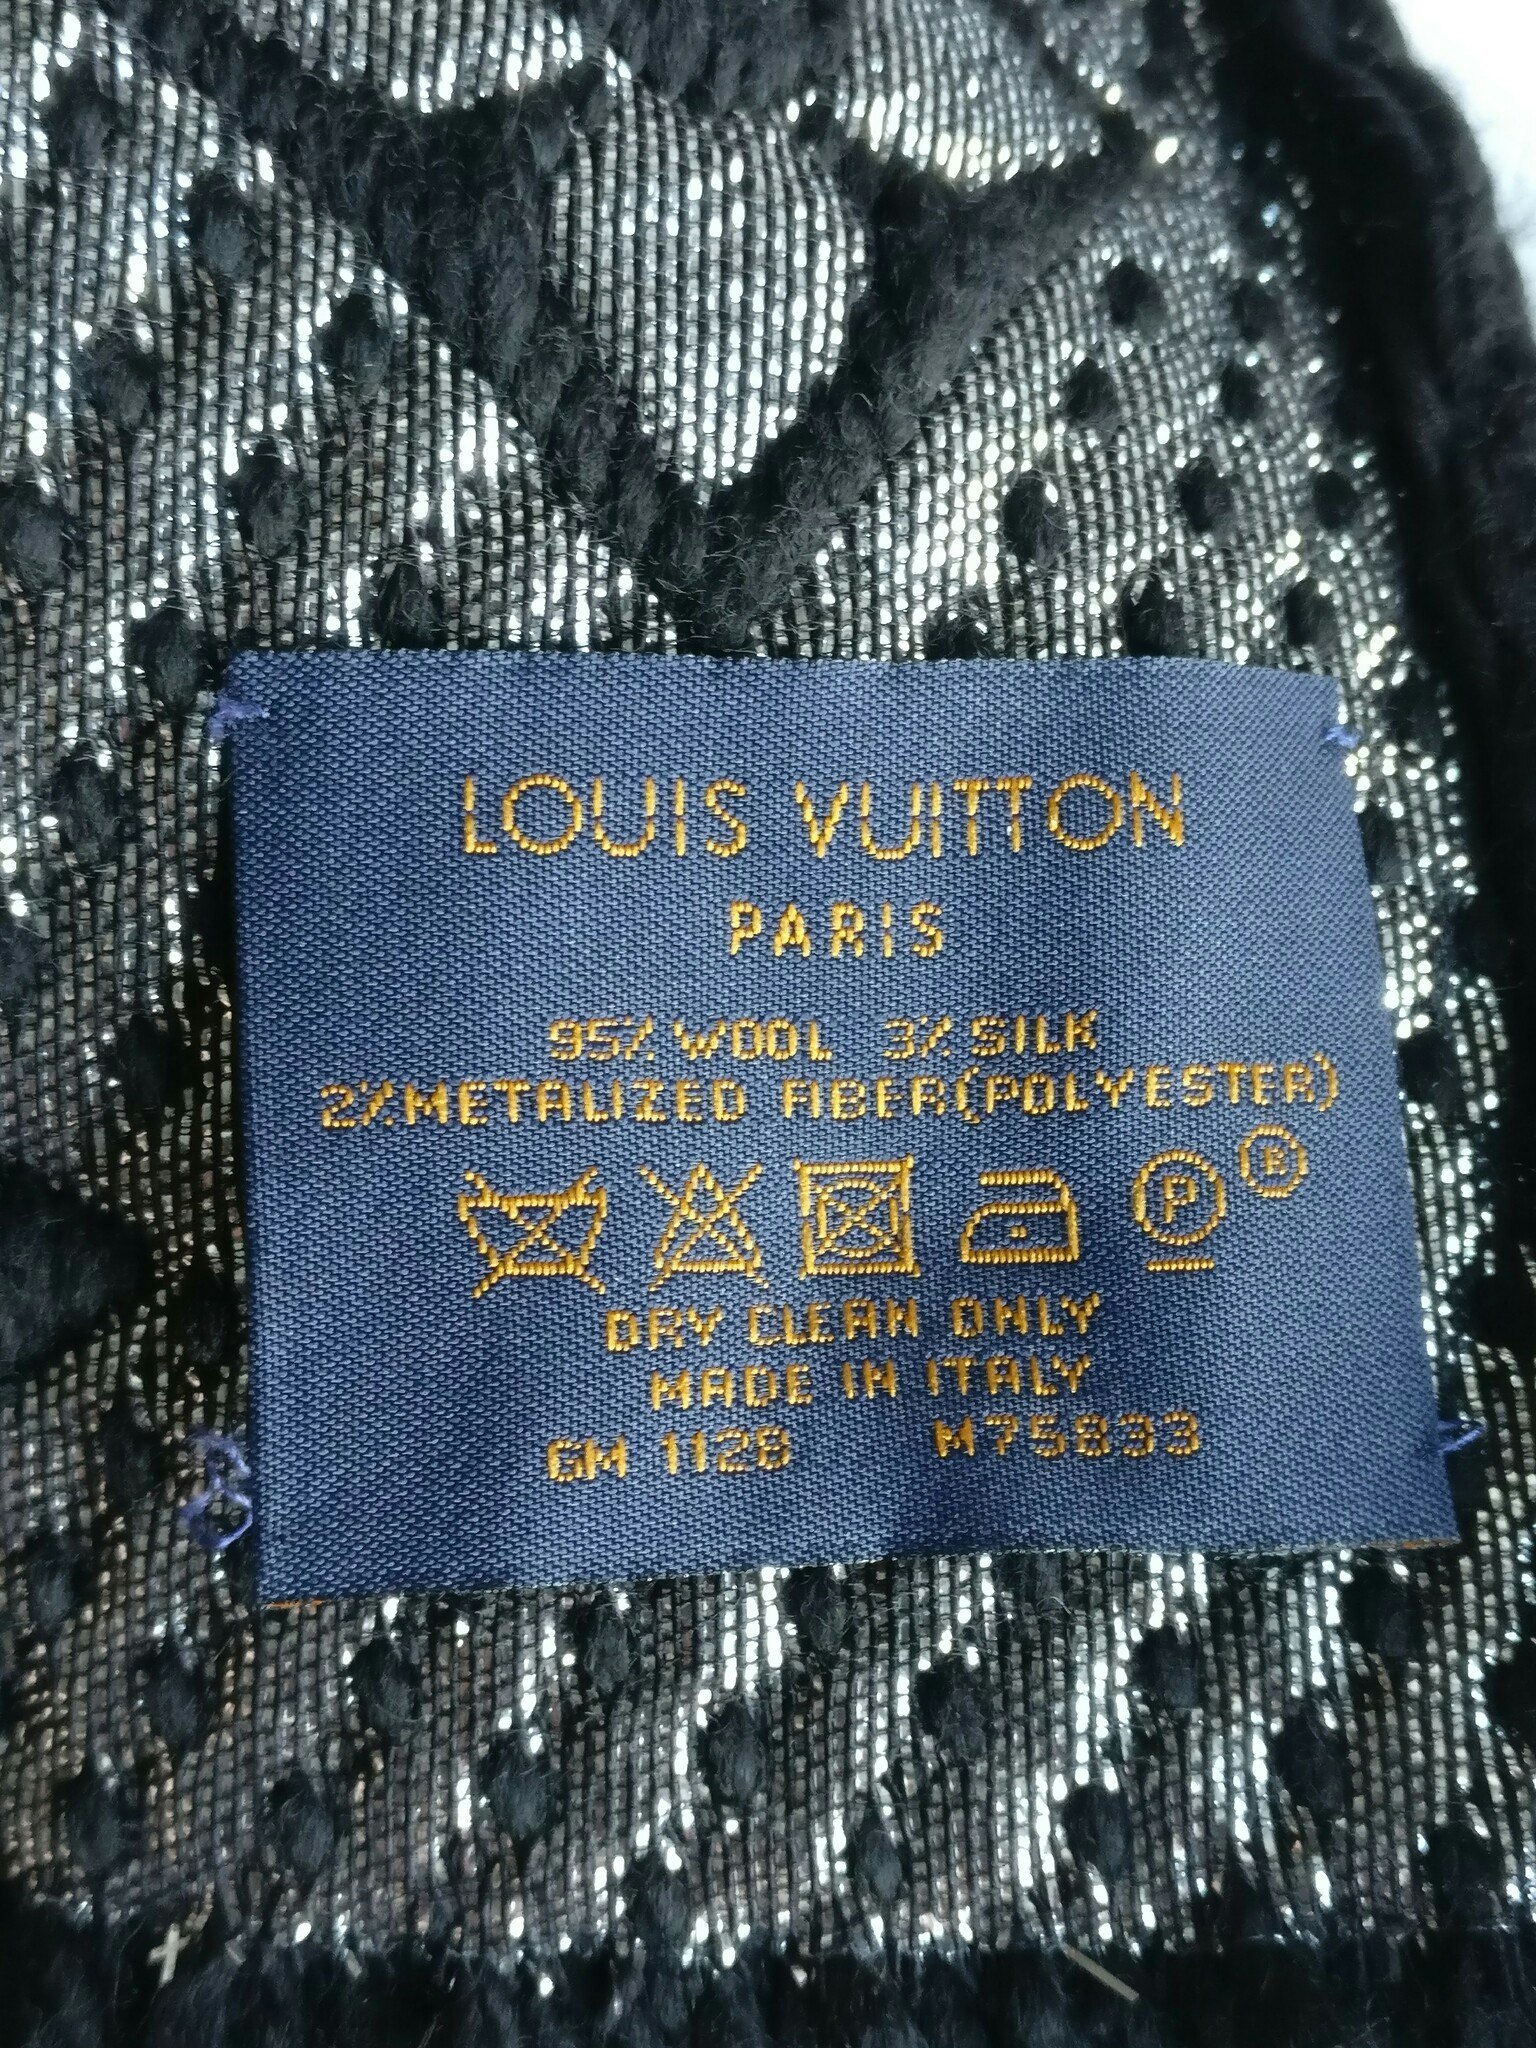 LOUIS VUITTON
PARIS
95% WOOL 3% SILK
2% METALIZED FIBER(POLYESTER)
P ®
DRY CLEAN ONLY
MADE IN ITALY
GM 1128 M75833